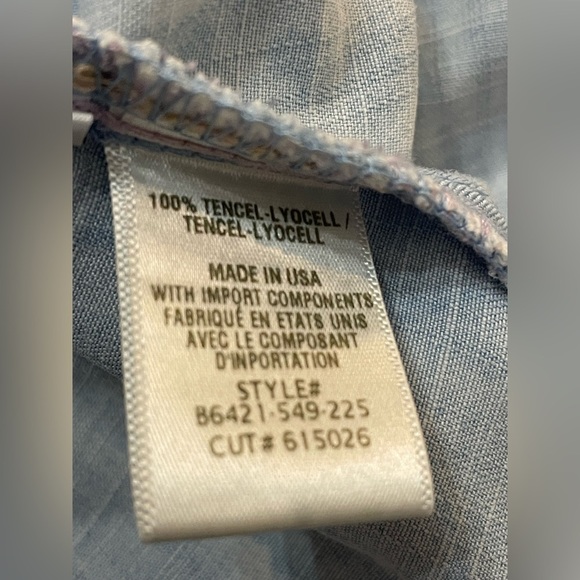 100% TENCEL-LYOCELL /
TENCEL-LYOCELL
MADE IN USA
WITH IMPORT COMPONENTS
FABRIQUÉ EN ETATS UNIS
AVEC LE COMPOSANT
D'INPORTATION
STYLE#
B6421-549-225
CUT# 615026